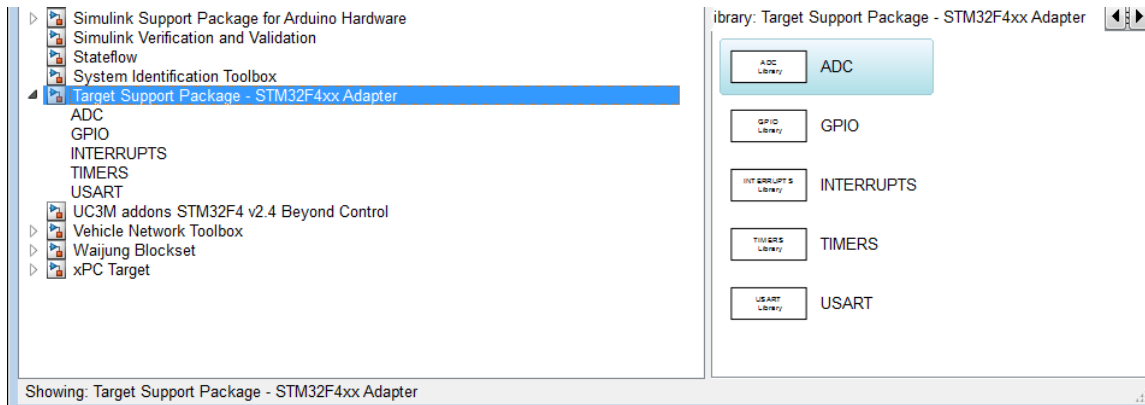 Simulink Support Package for Arduino Hardware
Simulink Verification and Validation
Stateflow
System Identification Toolbox
Target Support Package - STM32F4xx Adapter
ADC
GPIO
INTERRUPTS
TIMERS
USART
UC3M addons STM32F4 v2.4 Beyond Control
Vehicle Network Toolbox
Waijung Blockset
xPC Target
ibrary: Target Support Package - STM32F4xx Adapter
ADC
Library
ADC
GPIO
Library
GPIO
INTERRUPTS
Library
INTERRUPTS
TIMERS
Library
TIMERS
USART
Library
USART
Showing: Target Support Package - STM32F4xx Adapter